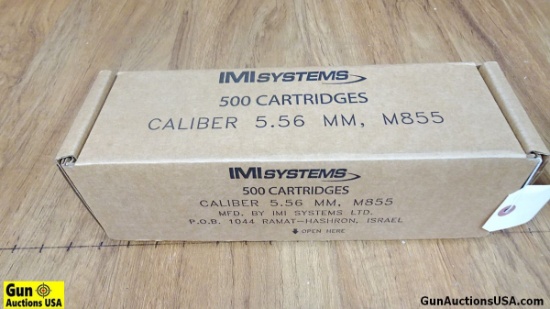 IMI SYSTEMS
500 CARTRIDGES
CALIBER 5.56 MM, M855
IMI SYSTEMS
500 CARTRIDGES
CALIBER 5.56 MM, M855
MFD. BY IMI SYSTEMS LTD.
P.O.B. 1044 RAMAT-HASHRON, ISRAEL
OPEN HERE
Gun
Auctions USA
GunAuctionsUSA.com